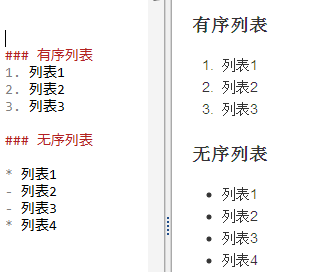 ### 有序列表
1. 列表1
2. 列表2
3. 列表3
### 无序列表
* 列表1
- 列表2
- 列表3
* 列表4
有序列表
1. 列表1
2. 列表2
3. 列表3
无序列表
• 列表1
• 列表2
• 列表3
• 列表4